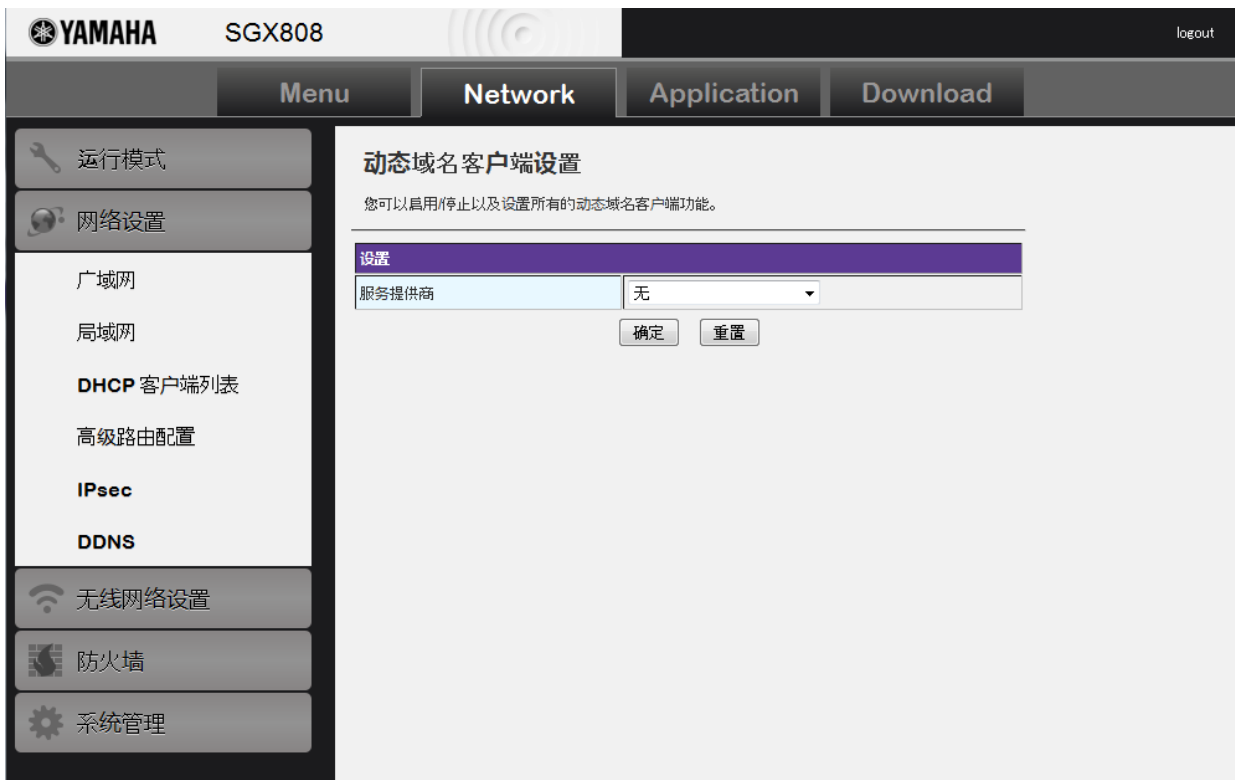 YAMAHA SGX808 logout
Menu Network Application Download
运行模式
网络设置
广域网
局域网
DHCP 客户端列表
高级路由配置
IPsec
DDNS
无线网络设置
防火墙
系统管理
动态域名客户端设置
您可以启用/停止以及设置所有的动态域名客户端功能。
设置
服务提供商 无
确定 重置